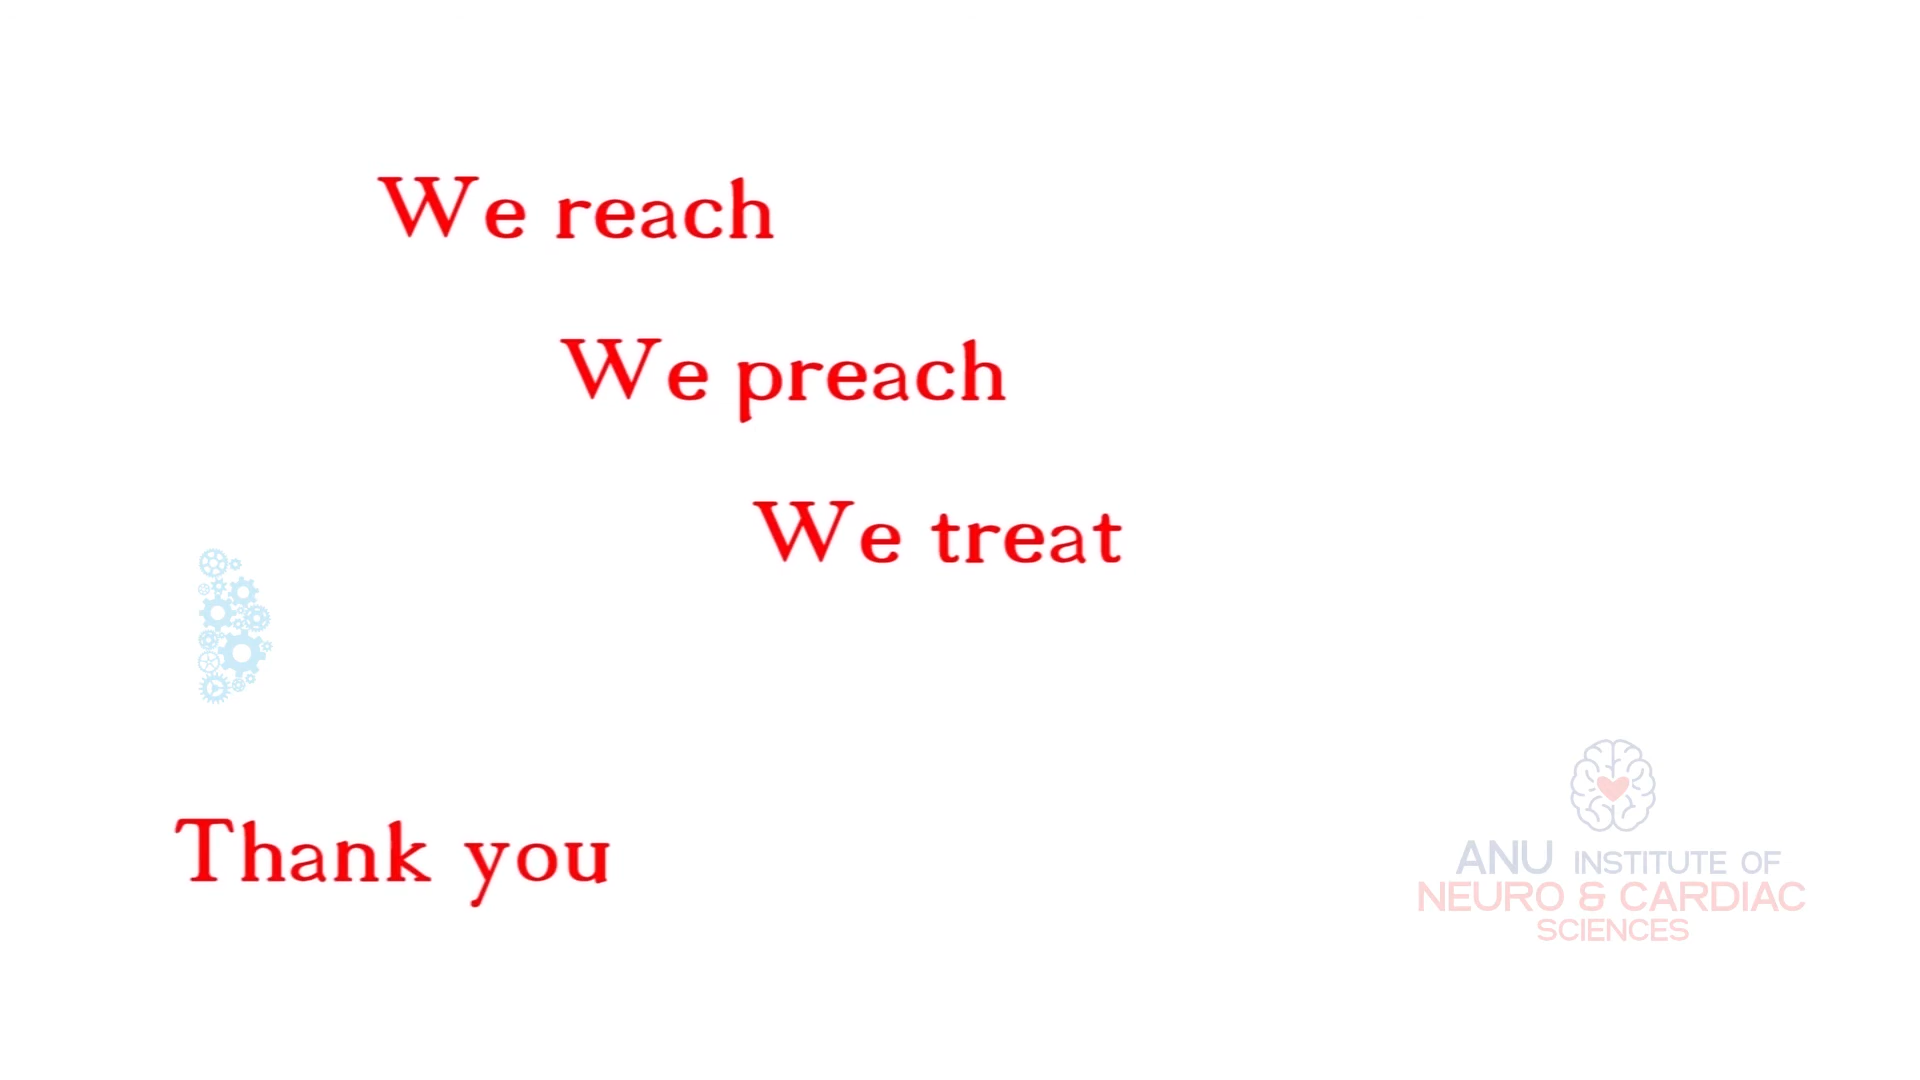 We reach
We preach
We treat
Thank you
ANU INSTITUTE OF
NEURO & CARDIAC
SCIENCES